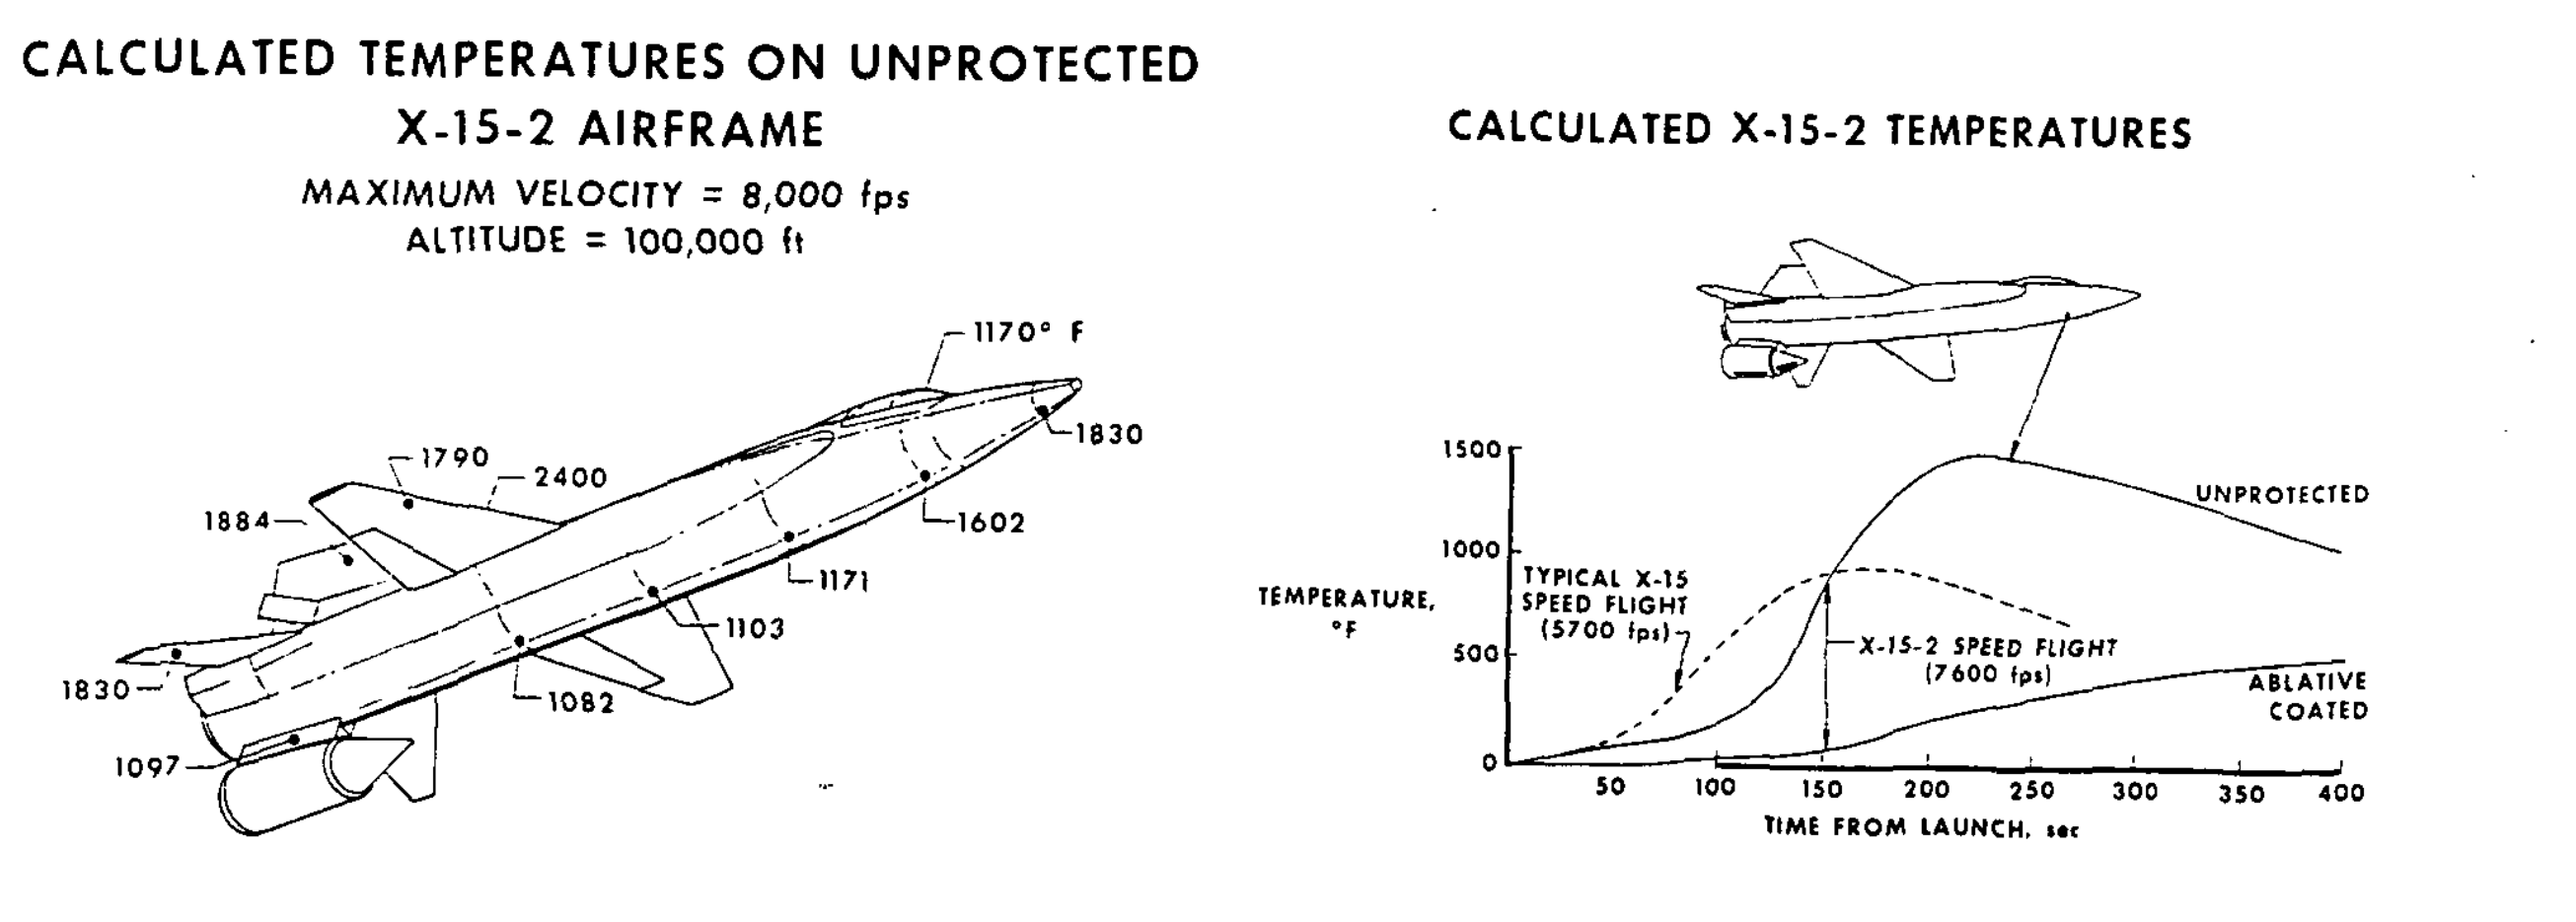 CALCULATED TEMPERATURES ON UNPROTECTED
X-15-2 AIRFRAME
MAXIMUM VELOCITY = 8,000 fps
ALTITUDE = 100,000 ft
1170° F
1830
1790
2400
1884
1602
1171
1103
1830
1082
1097
CALCULATED X-15-2 TEMPERATURES
1500
UNPROTECTED
1000
TYPICAL X-15
SPEED FLIGHT
(5700 fps)
TEMPERATURE,
°F
500
X-15-2 SPEED FLIGHT
(7600 fps)
ABLATIVE
COATED
0
50 100 150 200 250 300 350 400
TIME FROM LAUNCH, sec